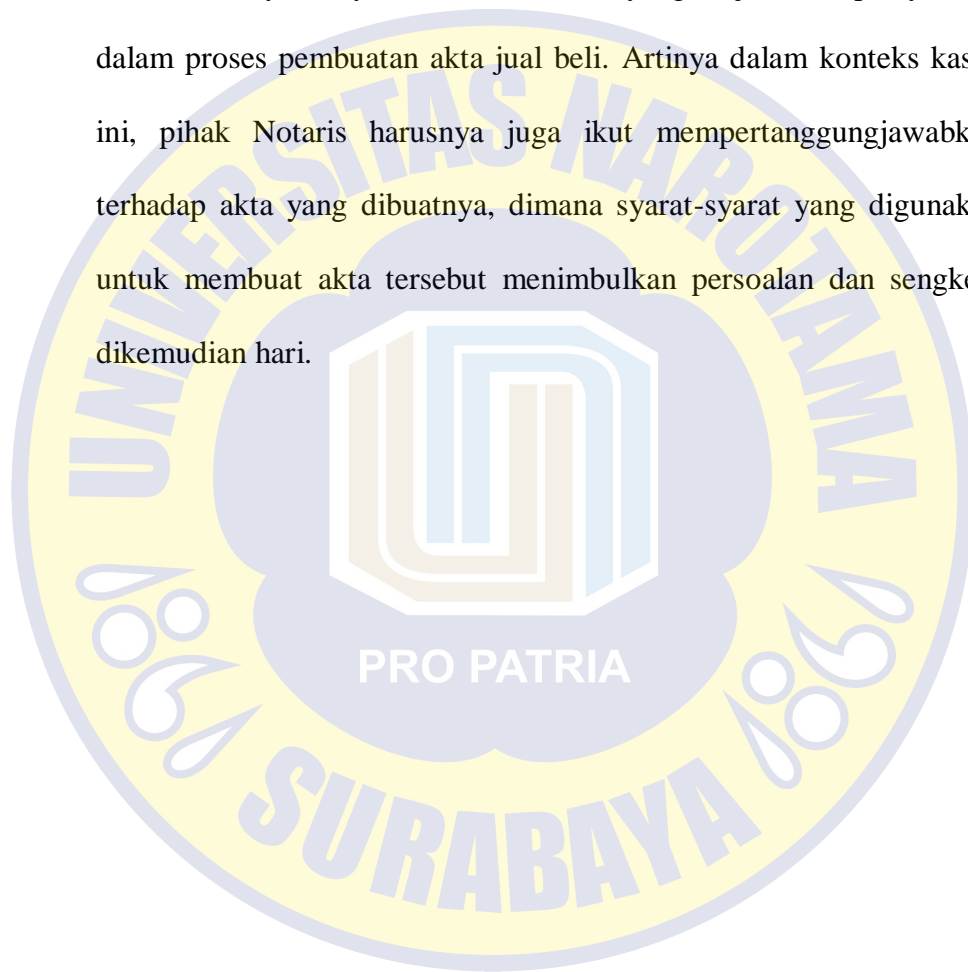 dalam proses pembuatan akta jual beli. Artinya dalam konteks kas
ini, pihak Notaris harusnya juga ikut mempertanggungjawabk
terhadap akta yang dibuatnya, dimana syarat-syarat yang digunak
untuk membuat akta tersebut menimbulkan persoalan dan sengke
dikemudian hari.
UNIVERSITAS NAROTAMA
PRO PATRIA
SURABAYA